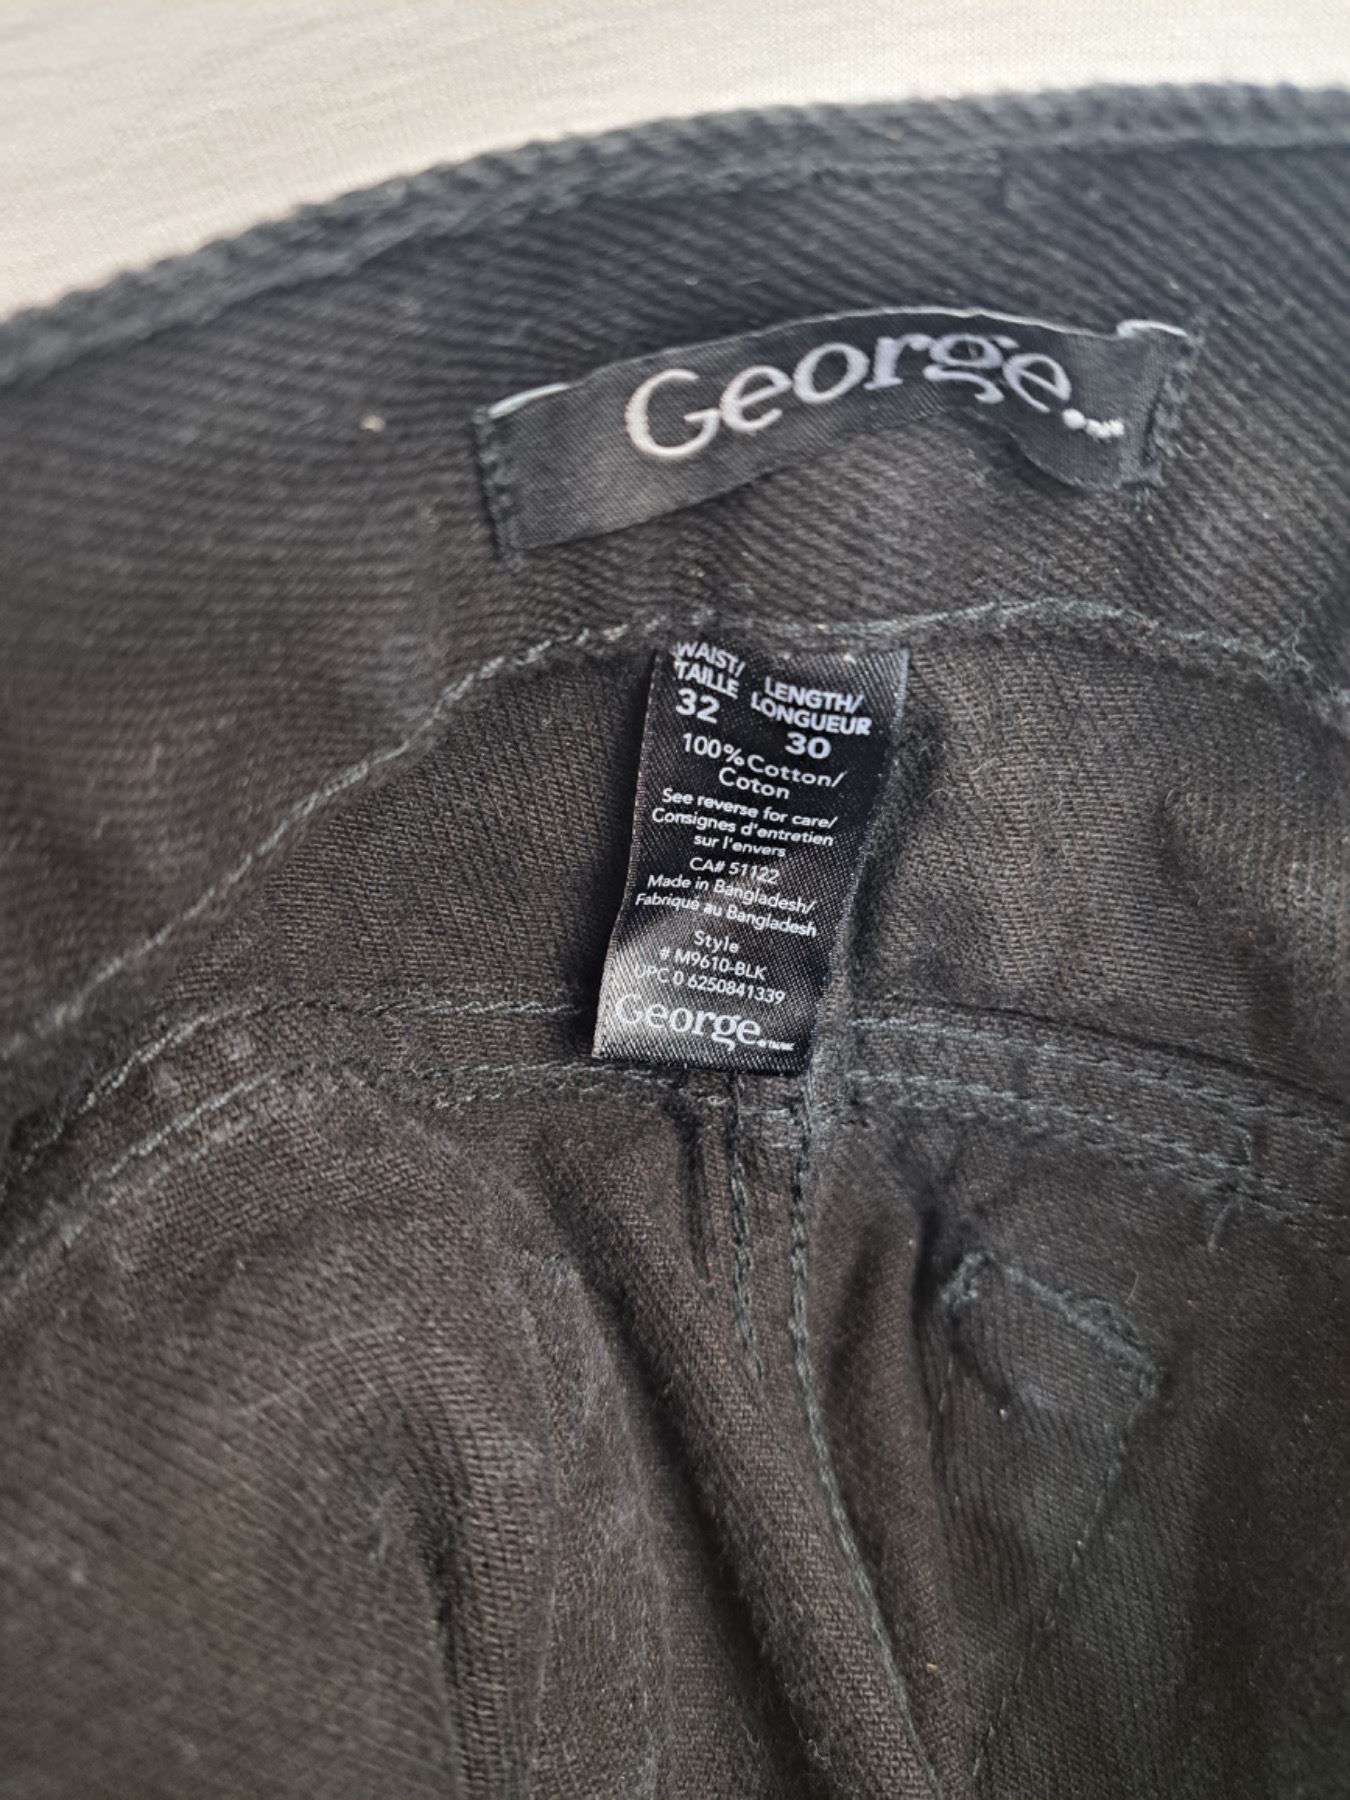 George.
WAIST/
TAILLE
32
LENGTH/
LONGUEUR
30
100% Cotton/
Coton
See reverse for care/
Consignes d'entretien
sur l'envers
CA# 51122
Made in Bangladesh/
Fabriqué au Bangladesh
Style
# M9610-BLK
UPC 0 6250841339
George.